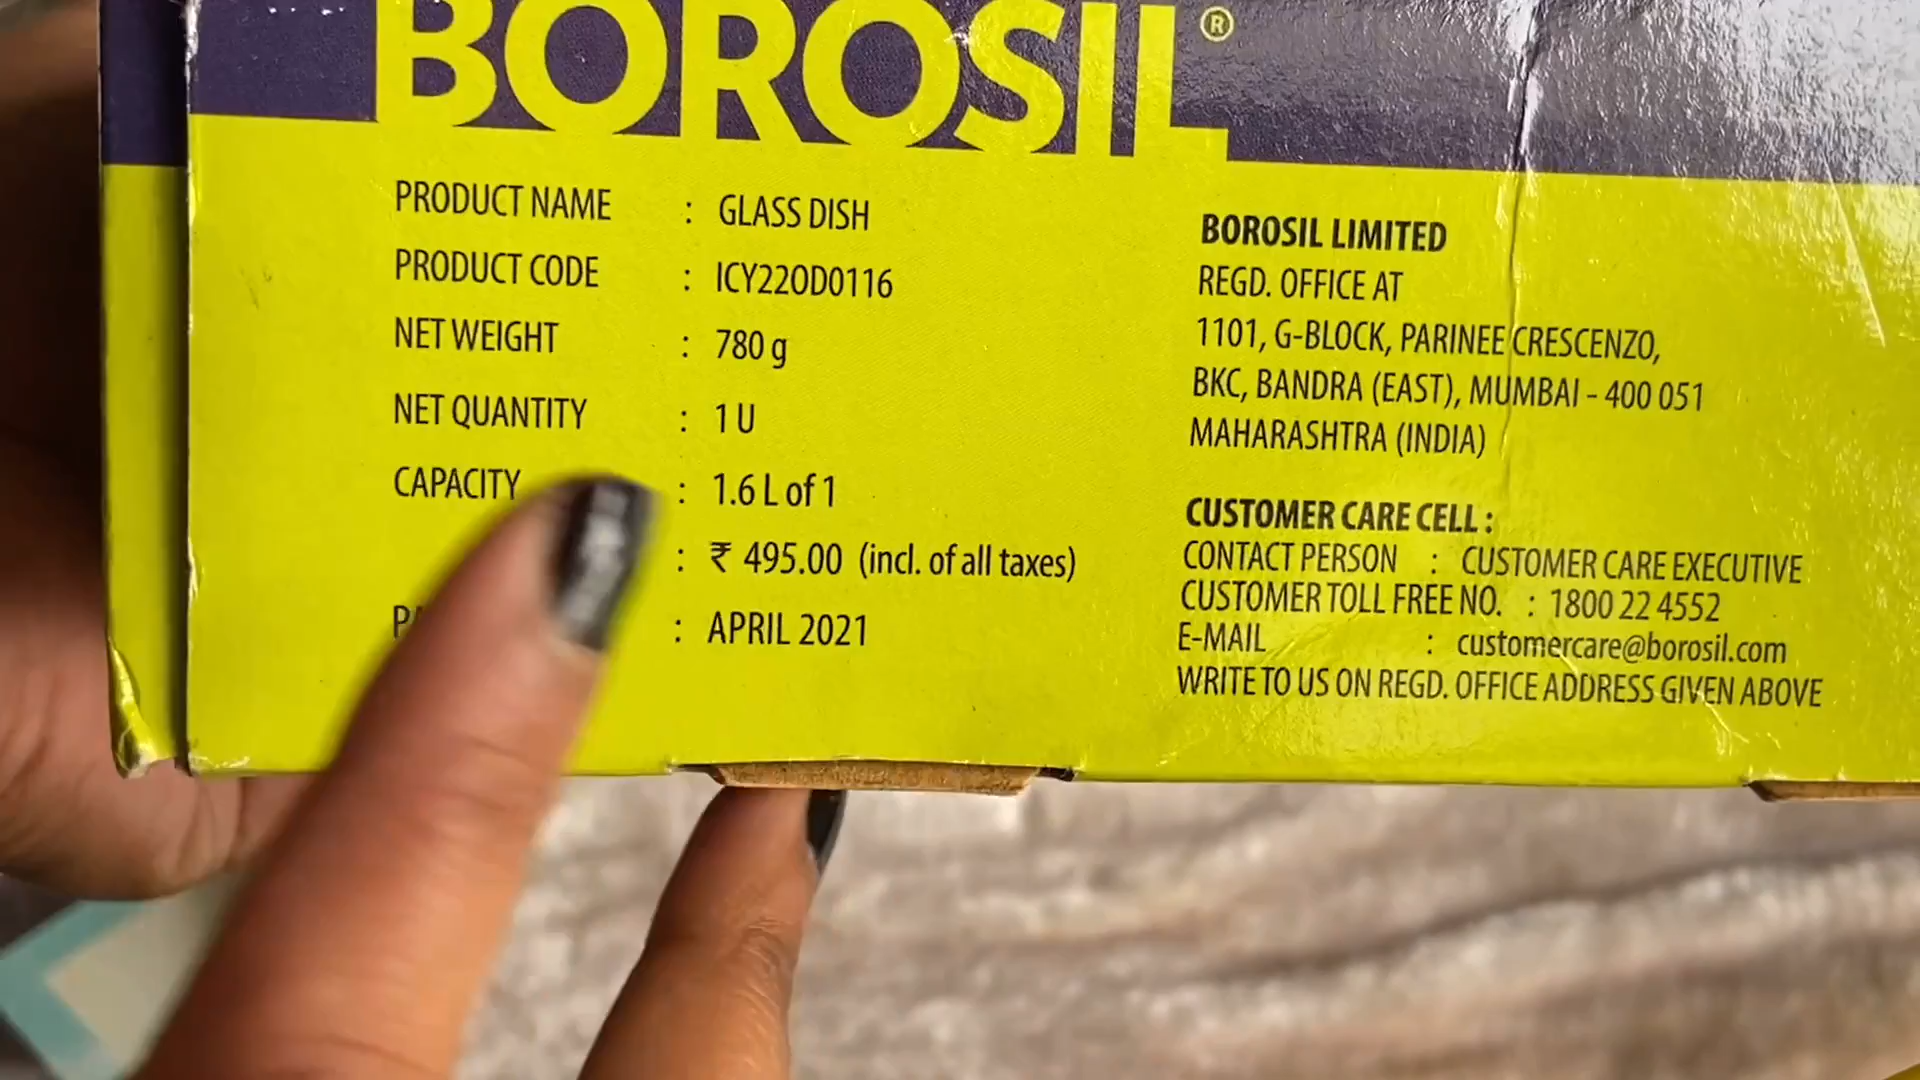 BOROSIL®
PRODUCT NAME : GLASS DISH
PRODUCT CODE : ICY22OD0116
NET WEIGHT : 780 g
NET QUANTITY : 1 U
CAPACITY : 1.6 L of 1
: ₹ 495.00 (incl. of all taxes)
: APRIL 2021
BOROSIL LIMITED
REGD. OFFICE AT
1101, G-BLOCK, PARINEE CRESCENZO,
BKC, BANDRA (EAST), MUMBAI - 400 051
MAHARASHTRA (INDIA)
CUSTOMER CARE CELL :
CONTACT PERSON : CUSTOMER CARE EXECUTIVE
CUSTOMER TOLL FREE NO. : 1800 22 4552
E-MAIL : customercare@borosil.com
WRITE TO US ON REGD. OFFICE ADDRESS GIVEN ABOVE